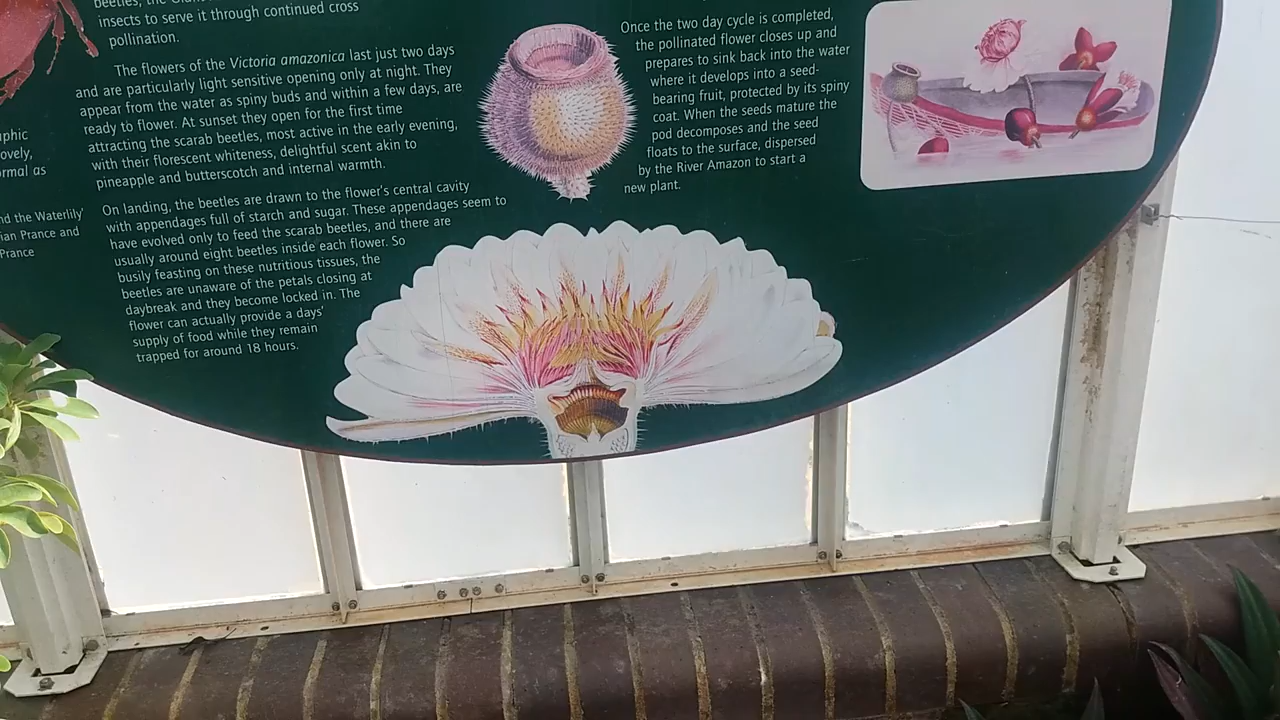 insects to serve it through continued cross
pollination.
The flowers of the Victoria amazonica last just two days
and are particularly light sensitive opening only at night. They
appear from the water as spiny buds and within a few days, are
ready to flower. At sunset they open for the first time
attracting the scarab beetles, most active in the early evening,
with their florescent whiteness, delightful scent akin to
pineapple and butterscotch and internal warmth.
On landing, the beetles are drawn to the flower's central cavity
with appendages full of starch and sugar. These appendages seem to
have evolved only to feed the scarab beetles, and there are
usually around eight beetles inside each flower. So
busily feasting on these nutritious tissues, the
beetles are unaware of the petals closing at
daybreak and they become locked in. The
flower can actually provide a days'
supply of food while they remain
trapped for around 18 hours.
Once the two day cycle is completed,
the pollinated flower closes up and
prepares to sink back into the water
where it develops into a seed-
bearing fruit, protected by its spiny
coat. When the seeds mature the
pod decomposes and the seed
floats to the surface, dispersed
by the River Amazon to start a
new plant.
the Waterlily'
Prance and
Prance